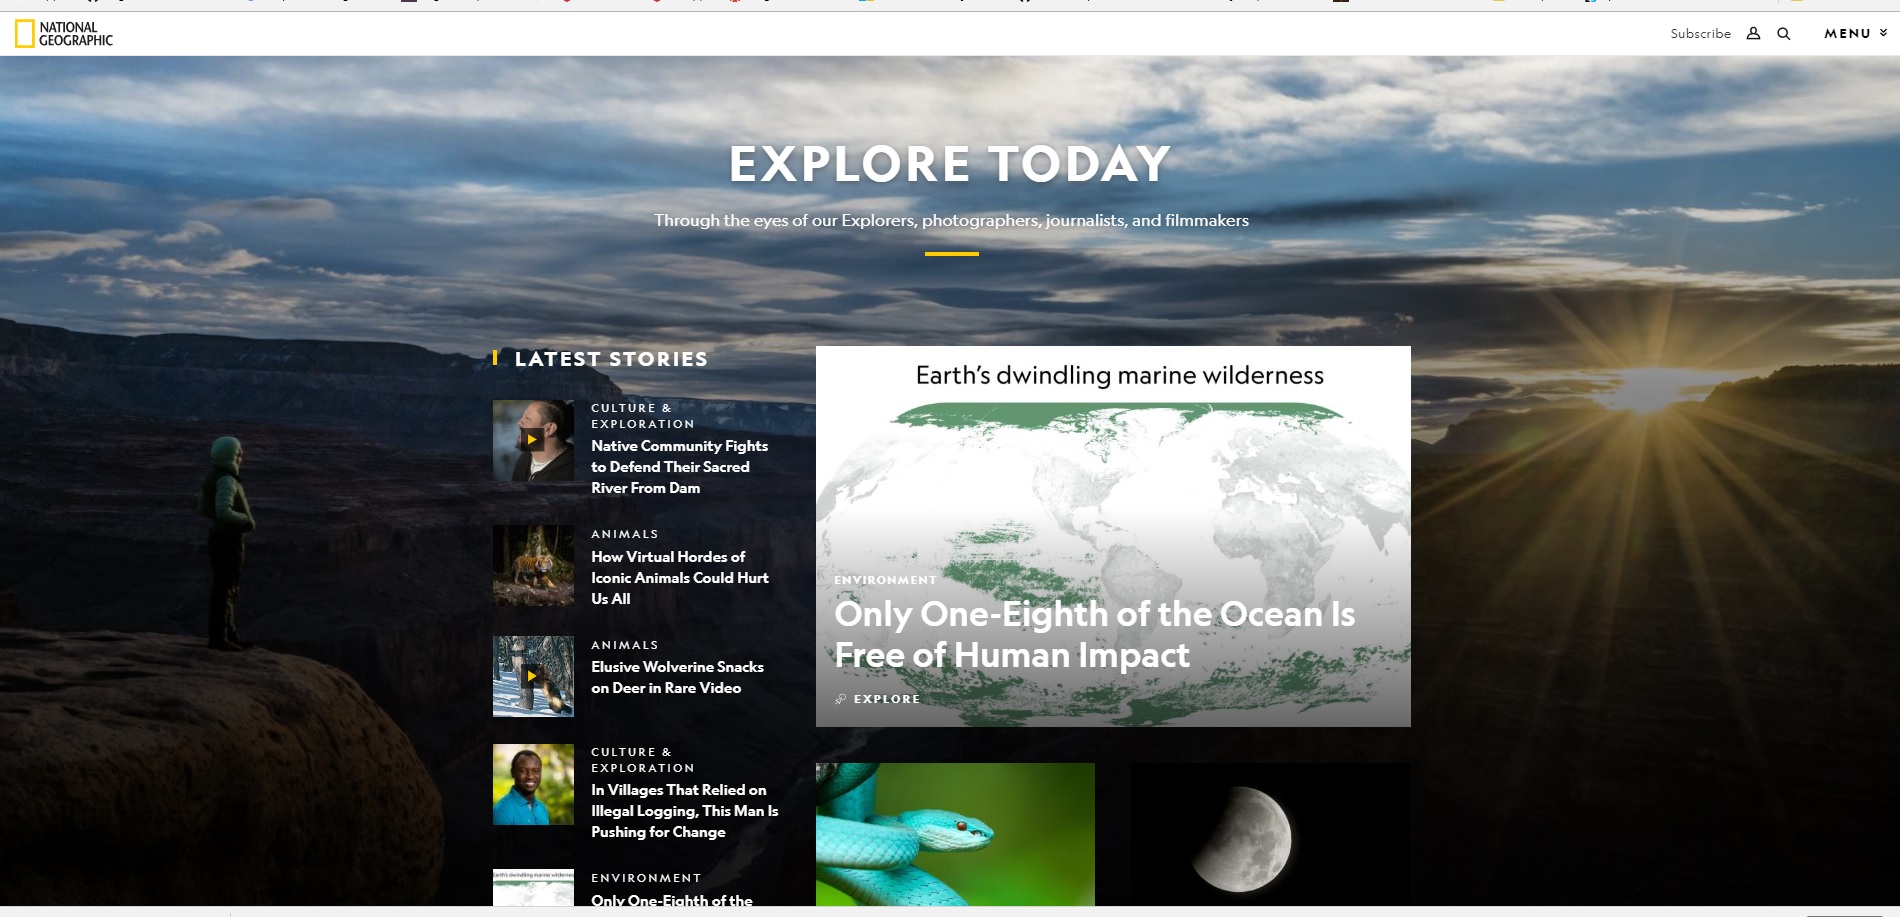 NATIONAL
GEOGRAPHIC
Subscribe
MENU
EXPLORE TODAY
Through the eyes of our Explorers, photographers, journalists, and filmmakers
LATEST STORIES
CULTURE &
EXPLORATION
Native Community Fights
to Defend Their Sacred
River From Dam
ANIMALS
How Virtual Hordes of
Iconic Animals Could Hurt
Us All
ANIMALS
Elusive Wolverine Snacks
on Deer in Rare Video
CULTURE &
EXPLORATION
In Villages That Relied on
Illegal Logging, This Man Is
Pushing for Change
Earth's dwindling marine wilderness
ENVIRONMENT
Only One-Eighth of the
Earth's dwindling marine wilderness
ENVIRONMENT
Only One-Eighth of the Ocean Is
Free of Human Impact
EXPLORE